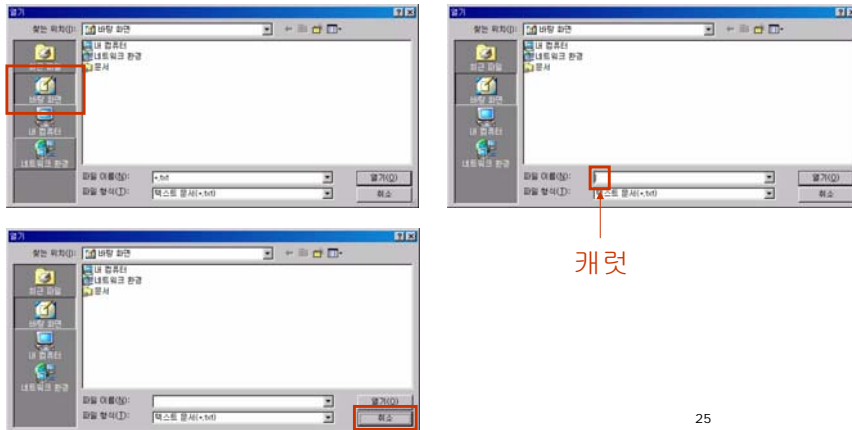 열기
찾는 위치(I): 바탕 화면
내 컴퓨터
네트워크 환경
문서
최근 파일
바탕 화면
내 컴퓨터
네트워크 환경
파일 이름(N): *.txt 열기(O)
파일 형식(T): 텍스트 문서(*.txt) 취소
열기
찾는 위치(I): 바탕 화면
내 컴퓨터
네트워크 환경
문서
최근 파일
바탕 화면
내 컴퓨터
네트워크 환경
파일 이름(N): 열기(O)
파일 형식(T): 텍스트 문서(*.txt) 취소
캐럿
열기
찾는 위치(I): 바탕 화면
내 컴퓨터
네트워크 환경
문서
최근 파일
바탕 화면
내 컴퓨터
네트워크 환경
파일 이름(N): 열기(O)
파일 형식(T): 텍스트 문서(*.txt) 취소
25